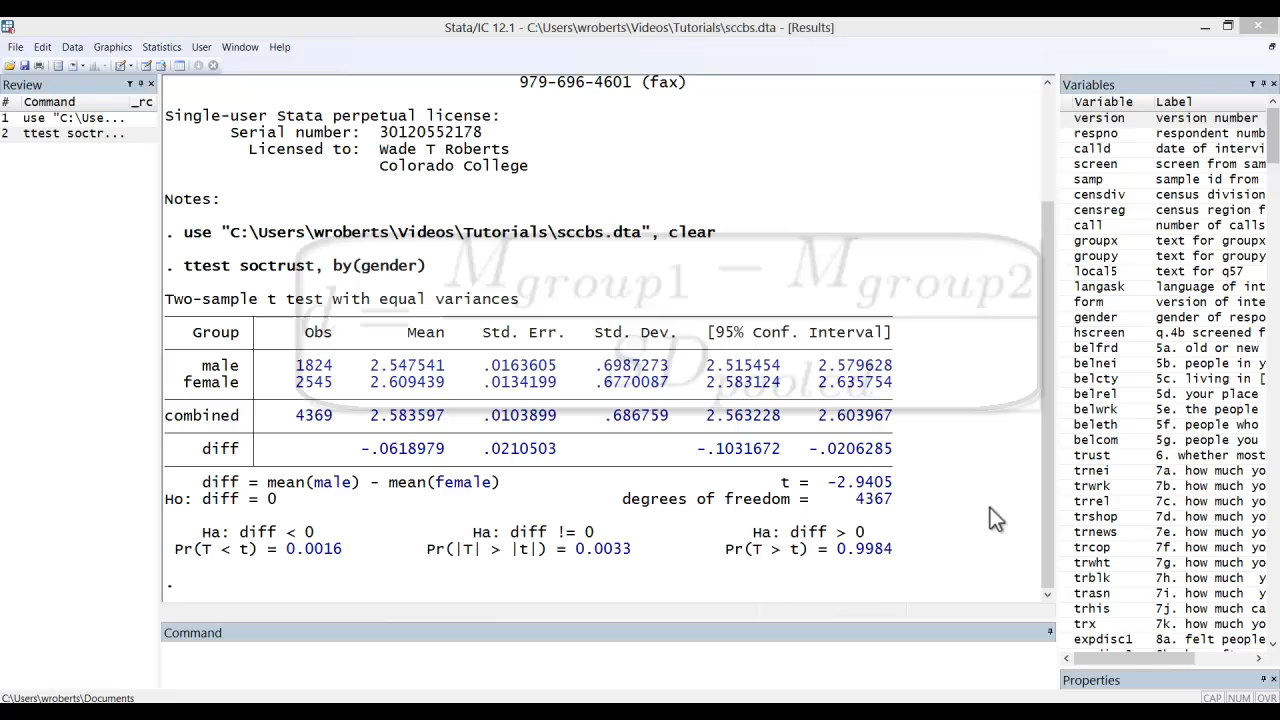 Stata/IC 12.1 - C:\Users\wroberts\Videos\Tutorials\sccbs.dta - [Results]
File Edit Data Graphics Statistics User Window Help
Review
# Command _rc
1 use "C:\Use...
2 ttest soctr...
979-696-4601 (fax)
Single-user Stata perpetual license:
Serial number: 30120552178
Licensed to: Wade T Roberts
Colorado College
Notes:
. use "C:\Users\wroberts\Videos\Tutorials\sccbs.dta", clear
. ttest soctrust, by(gender)
Two-sample t test with equal variances
Group Obs Mean Std. Err. Std. Dev. [95% Conf. Interval]
male 1824 2.547541 .0163605 .6987273 2.515454 2.579628
female 2545 2.609439 .0134199 .6770087 2.583124 2.635754
combined 4369 2.583597 .0103899 .686759 2.563228 2.603967
diff -.0618979 .0210503 -.1031672 -.0206285
diff = mean(male) - mean(female) t = -2.9405
Ho: diff = 0 degrees of freedom = 4367
Ha: diff < 0 Ha: diff != 0 Ha: diff > 0
Pr(T < t) = 0.0016 Pr(|T| > |t|) = 0.0033 Pr(T > t) = 0.9984
.
d = M group1 − M group2
SD pooled
Command
Variables
Variable Label
version version number
respno respondent numb
calld date of intervi
screen screen from sam
samp sample id from
censdiv census division
censreg census region f
call number of calls
groupx text for groupx
groupy text for groupy
local5 text for q57
langask language of int
form version of inte
gender gender of respo
hscreen q.4b screened f
belfrd 5a. old or new
belnei 5b. people in y
belcty 5c. living in [
belrel 5d. your place
belwrk 5e. the people
beleth 5f. people who
belcom 5g. people you
trust 6. whether most
trnei 7a. how much yo
trwrk 7b. how much yo
trrel 7c. how much yo
trshop 7d. how much yo
trnews 7e. how much yo
trcop 7f. how much yo
trwht 7g. how much yo
trblk 7h. how much y
trasn 7i. how much y
trhis 7j. how much ca
trx 7k. how much yo
expdisc1 8a. felt people
Properties
C:\Users\wroberts\Documents
CAP NUM OVR